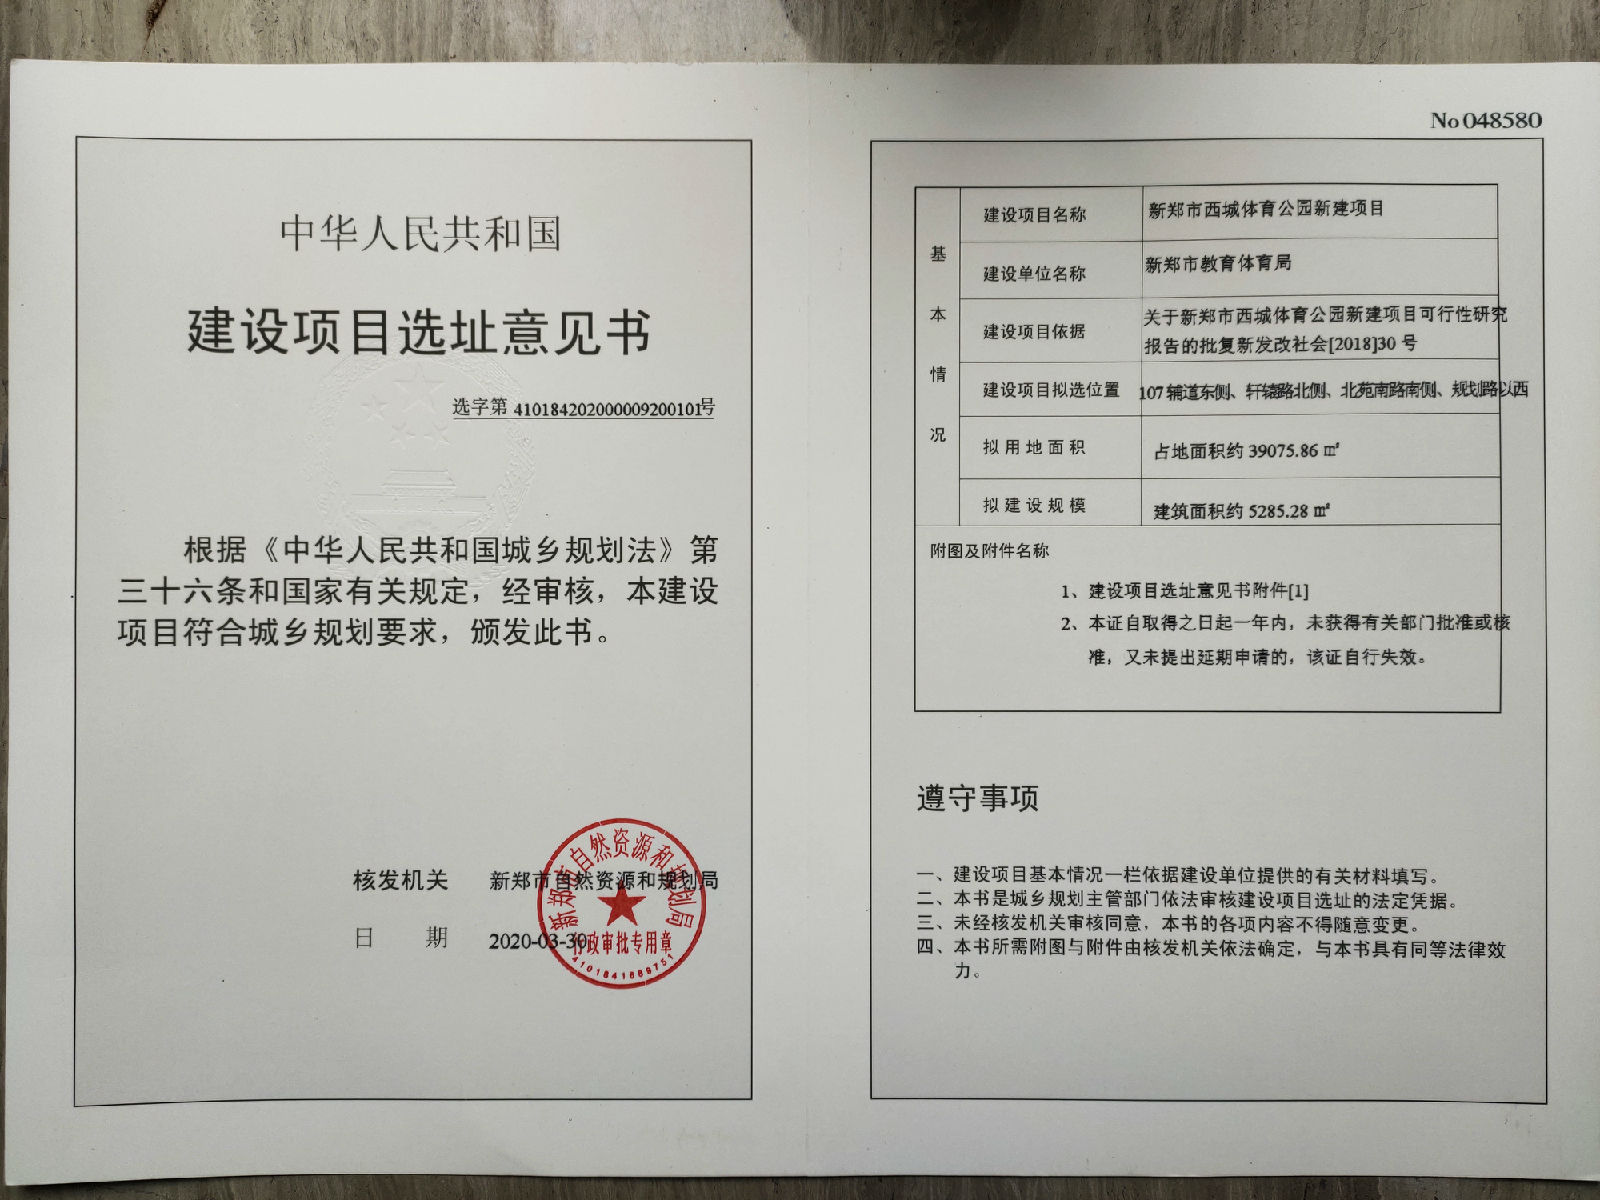 中华人民共和国
建设项目选址意见书
选字第 410184202000009200101号
根据《中华人民共和国城乡规划法》第
三十六条和国家有关规定，经审核，本建设
项目符合城乡规划要求，颁发此书。
核发机关 新郑市自然资源和规划局
日 期 2020-03-30
新郑市自然资源和规划局
行政审批专用章
No 048580
基本情况
建设项目名称 新郑市西城体育公园新建项目
建设单位名称 新郑市教育体育局
建设项目依据 关于新郑市西城体育公园新建项目可行性研究
报告的批复新发改社会[2018]30 号
建设项目拟选位置 107 辅道东侧、轩辕路北侧、北苑南路南侧、规划路以西
拟用地面积 占地面积约 39075.86 ㎡
拟建设规模 建筑面积约 5285.28 ㎡
附图及附件名称
1、建设项目选址意见书附件[1]
2、本证自取得之日起一年内，未获得有关部门批准或核
准，又未提出延期申请的，该证自行失效。
遵守事项
一、建设项目基本情况一栏依据建设单位提供的有关材料填写。
二、本书是城乡规划主管部门依法审核建设项目选址的法定凭据。
三、未经核发机关审核同意，本书的各项内容不得随意变更。
四、本书所需附图与附件由核发机关依法确定，与本书具有同等法律效
力。